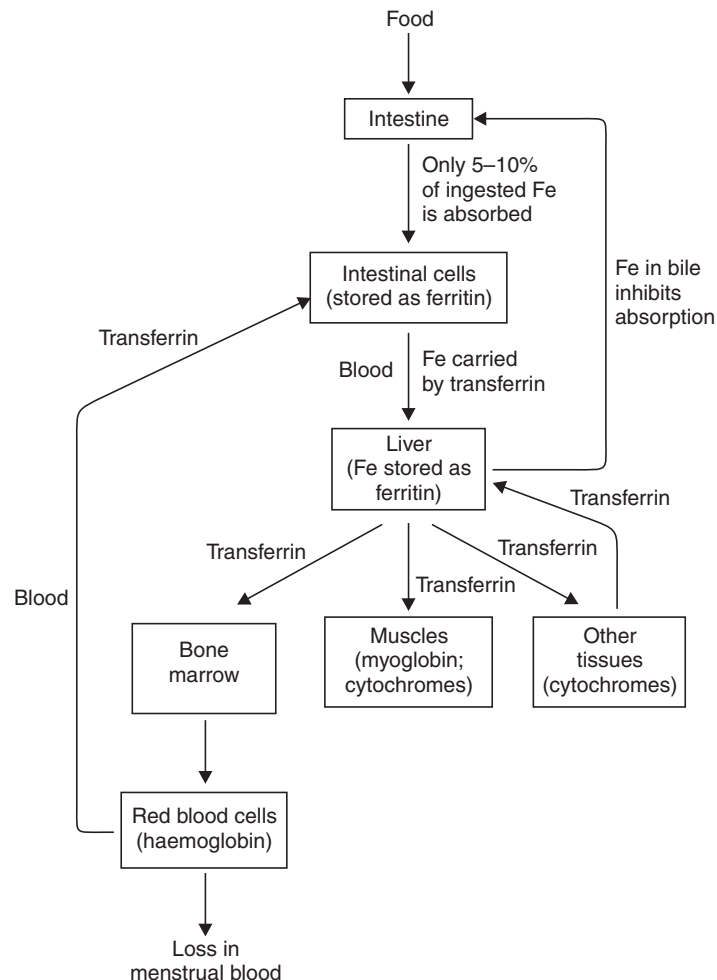 Food
Intestine
Only 5–10%
of ingested Fe
is absorbed
Fe in bile
inhibits
absorption
Intestinal cells
(stored as ferritin)
Transferrin
Blood
Fe carried
by transferrin
Liver
(Fe stored as
ferritin)
Transferrin
Transferrin
Transferrin
Transferrin
Blood
Bone
marrow
Muscles
(myoglobin;
cytochromes)
Other
tissues
(cytochromes)
Red blood cells
(haemoglobin)
Loss in
menstrual blood